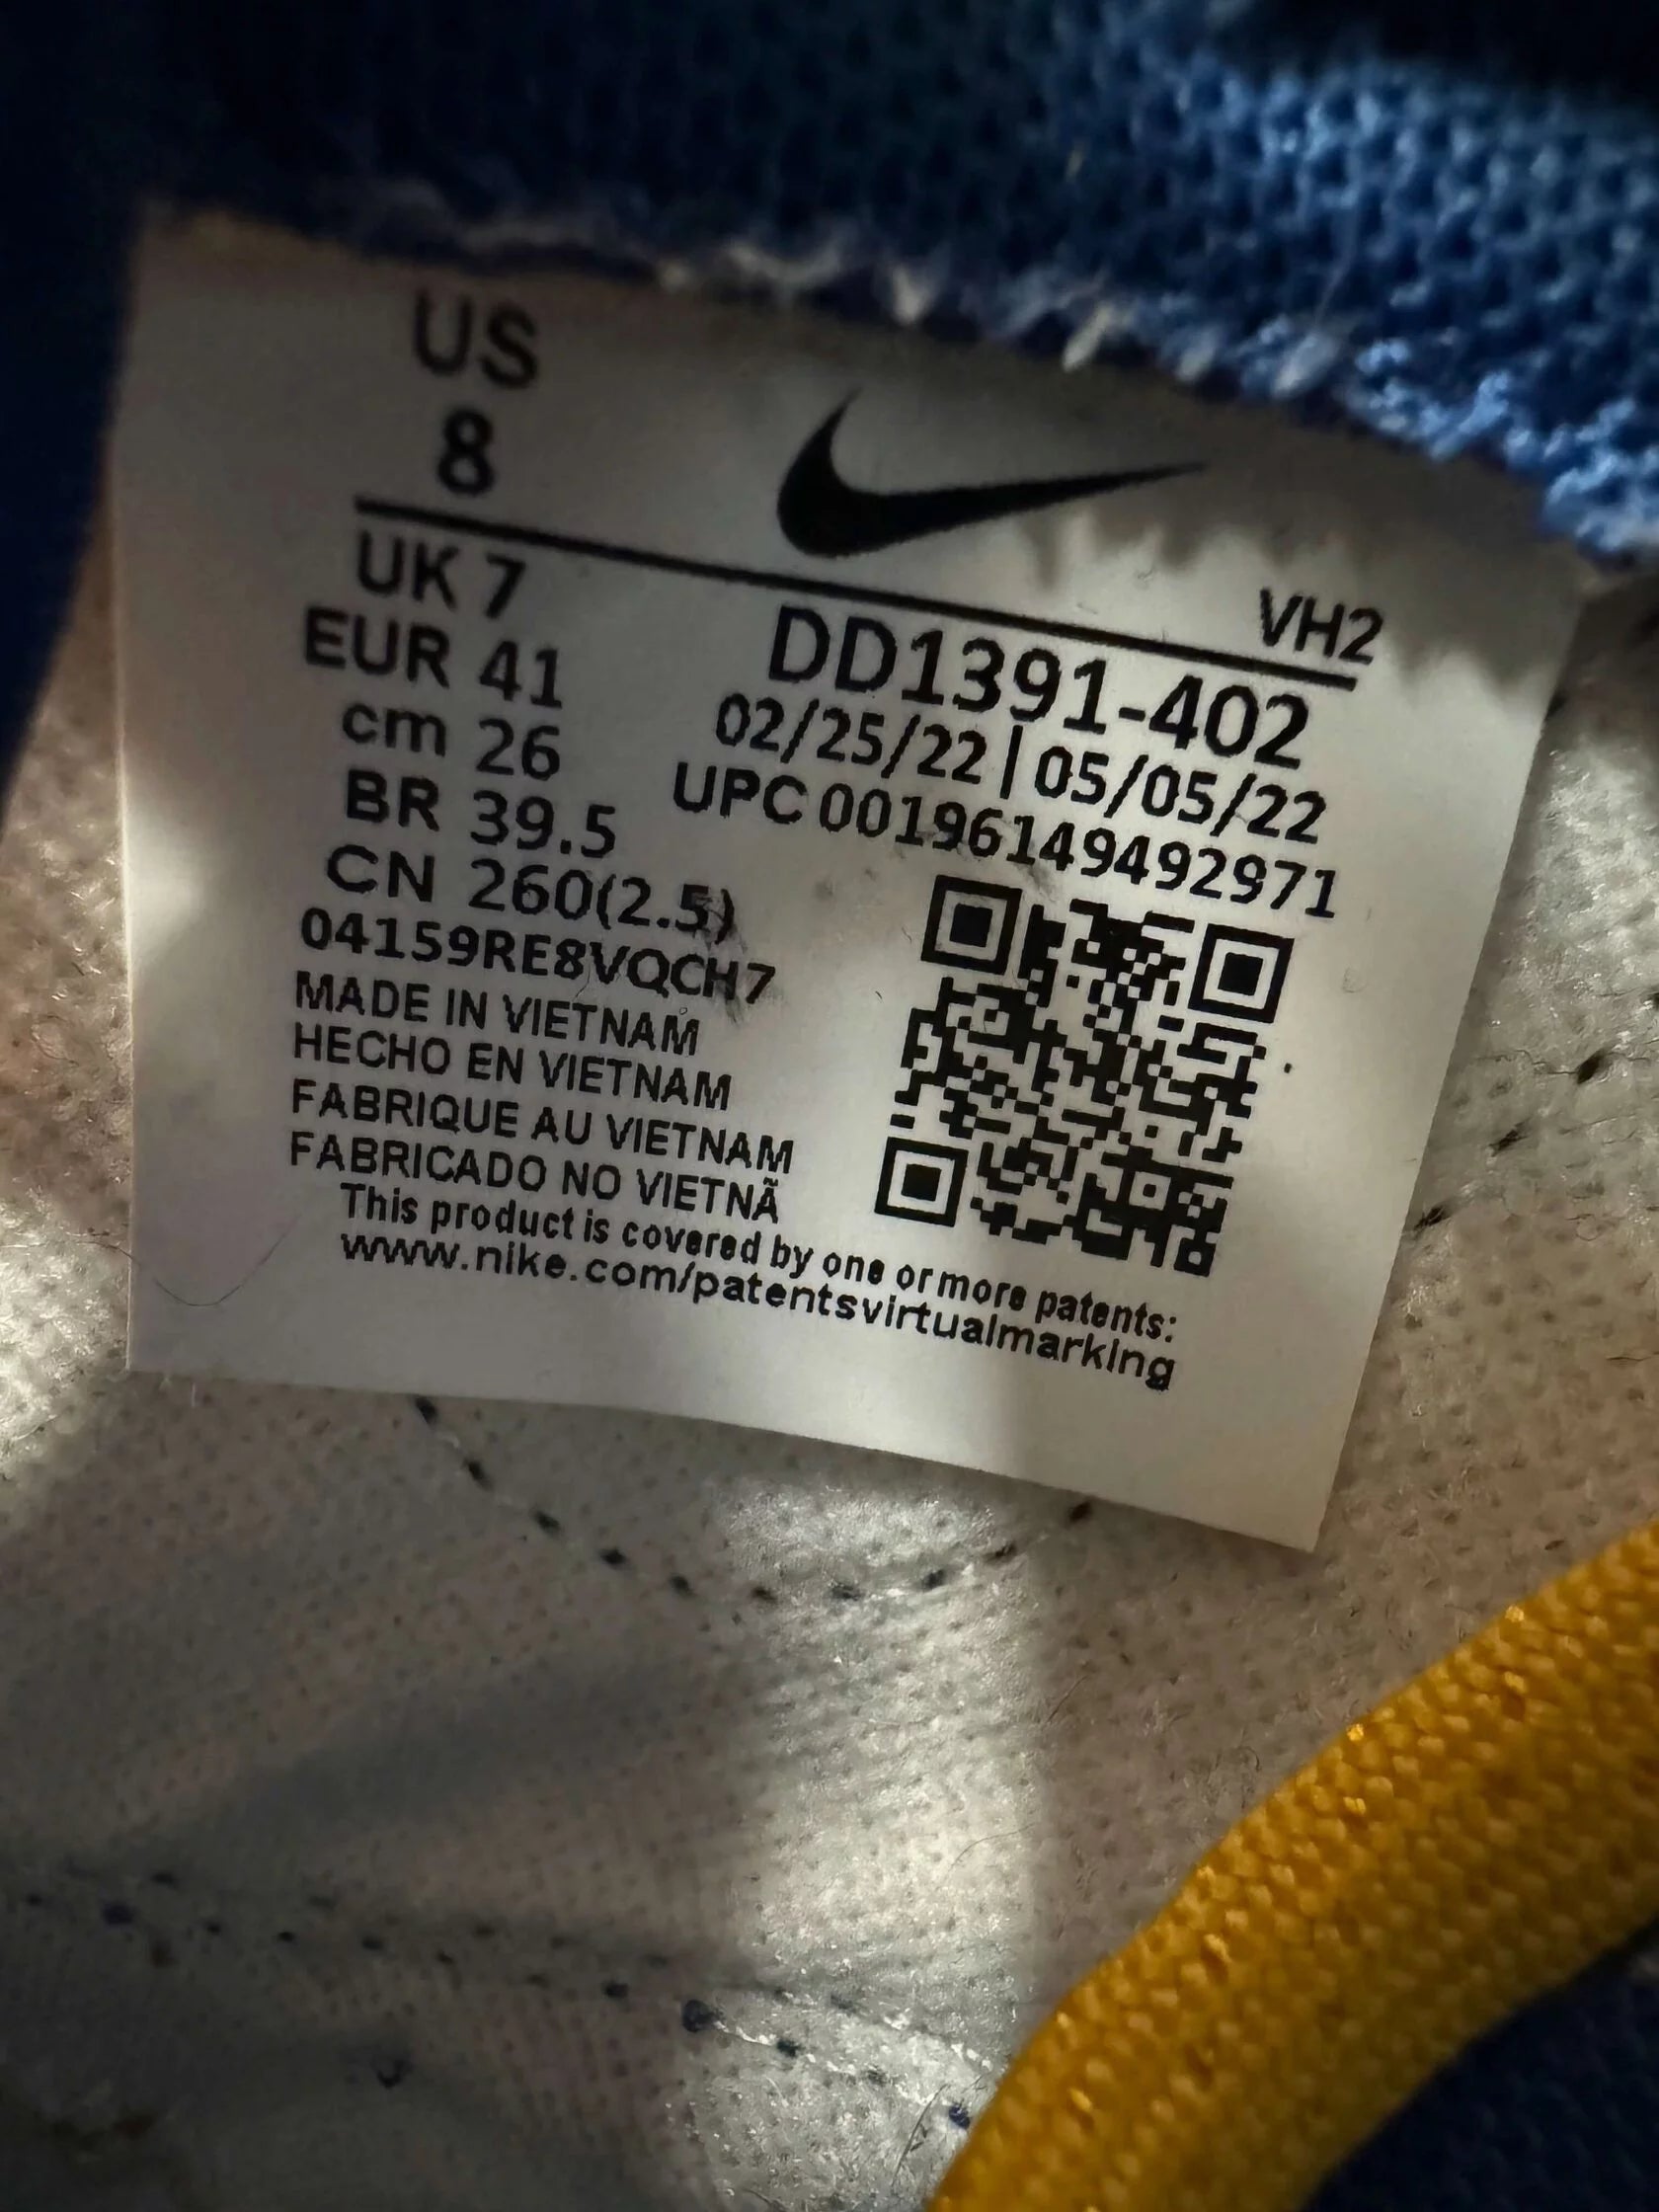 US
8
VH2
UK 7
EUR 41
cm 26
BR 39.5
CN 260(2.5)
DD1391-402
02/25/22 | 05/05/22
UPC 00196149492971
04159RE8VQCH7
MADE IN VIETNAM
HECHO EN VIETNAM
FABRIQUE AU VIETNAM
FABRICADO NO VIETNÃ
This product is covered by one or more patents:
www.nike.com/patentsvirtualmarking